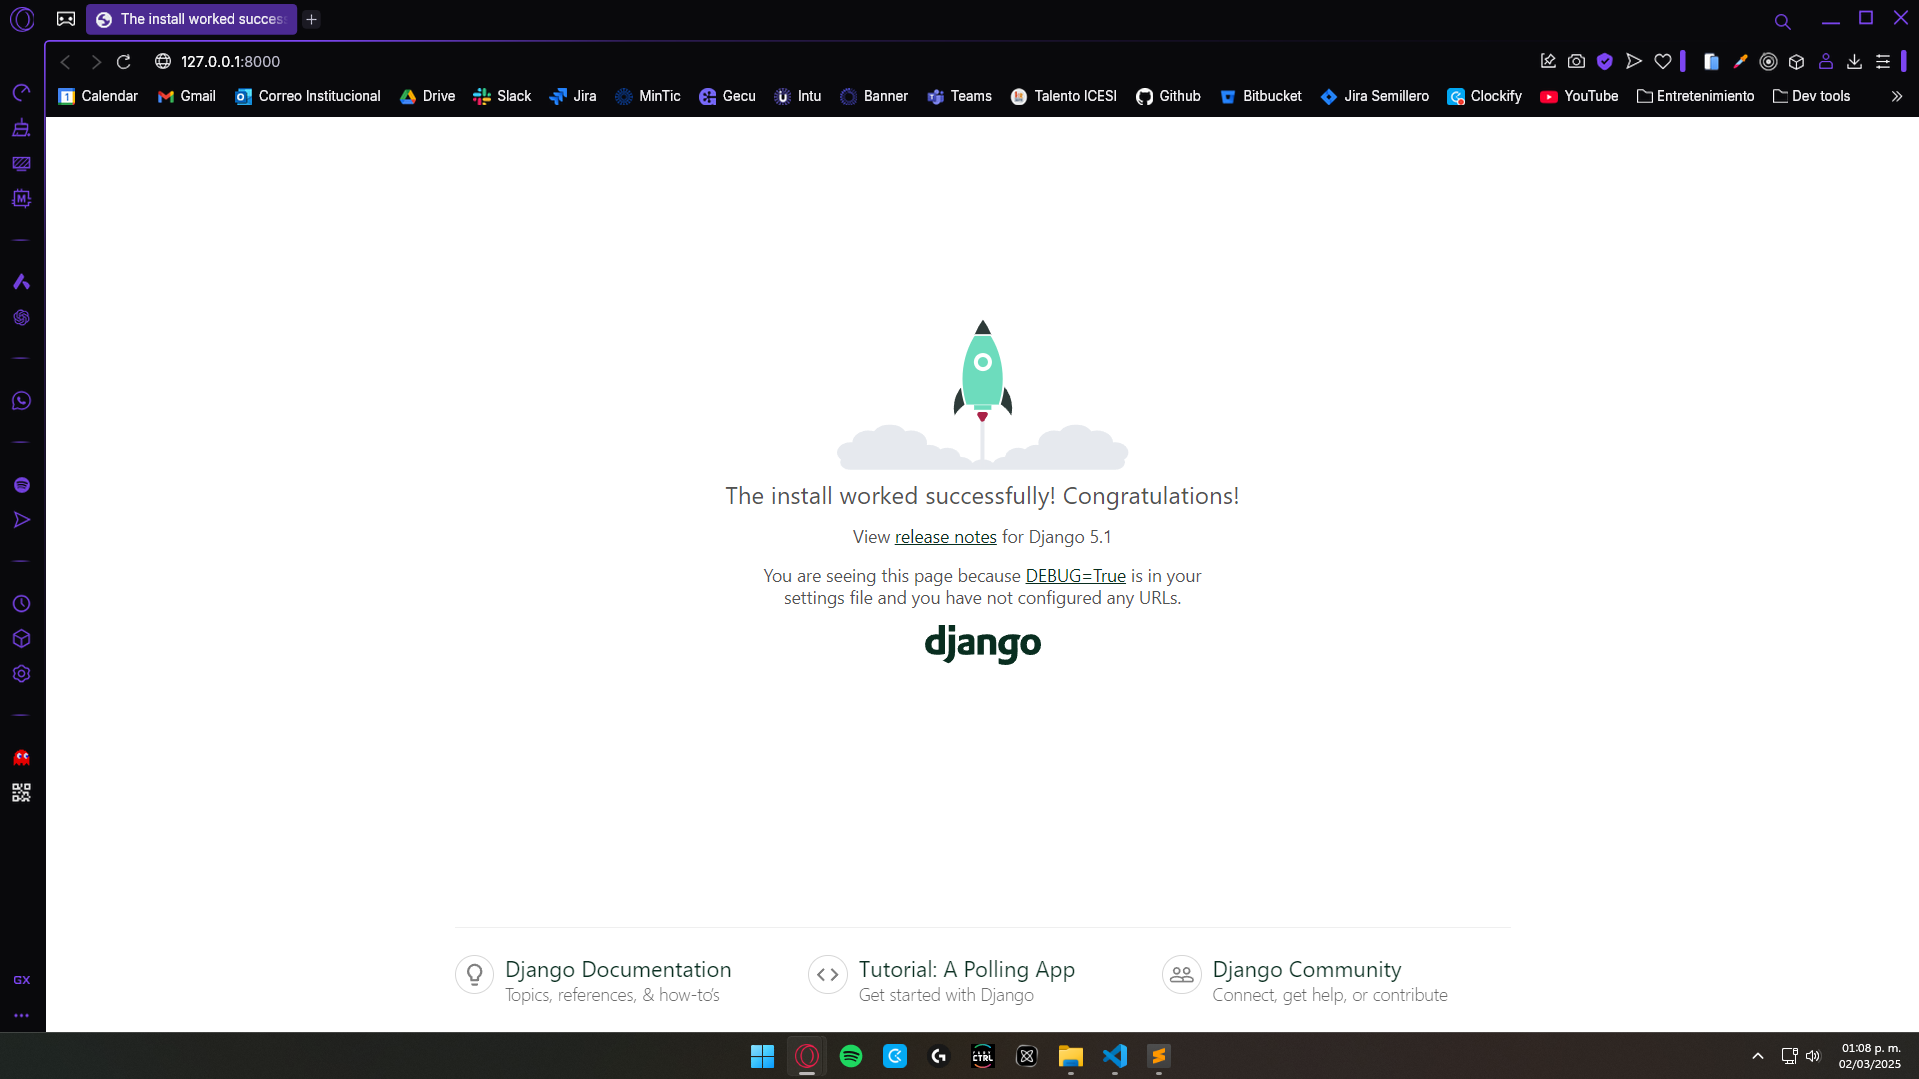 The install worked success
127.0.0.1:8000
Calendar Gmail Correo Institucional Drive Slack Jira MinTic Gecu Intu Banner Teams Talento ICESI Github Bitbucket Jira Semillero Clockify YouTube Entretenimiento Dev tools
The install worked successfully! Congratulations!
View release notes for Django 5.1
You are seeing this page because DEBUG=True is in your
settings file and you have not configured any URLs.
django
Django Documentation
Topics, references, & how-to's
Tutorial: A Polling App
Get started with Django
Django Community
Connect, get help, or contribute
GX
01:08 p. m.
02/03/2025